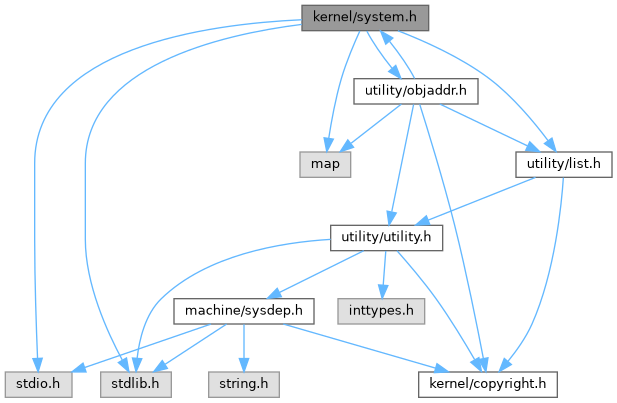 kernel/system.h
utility/objaddr.h
map
utility/list.h
utility/utility.h
machine/sysdep.h
inttypes.h
stdio.h
stdlib.h
string.h
kernel/copyright.h